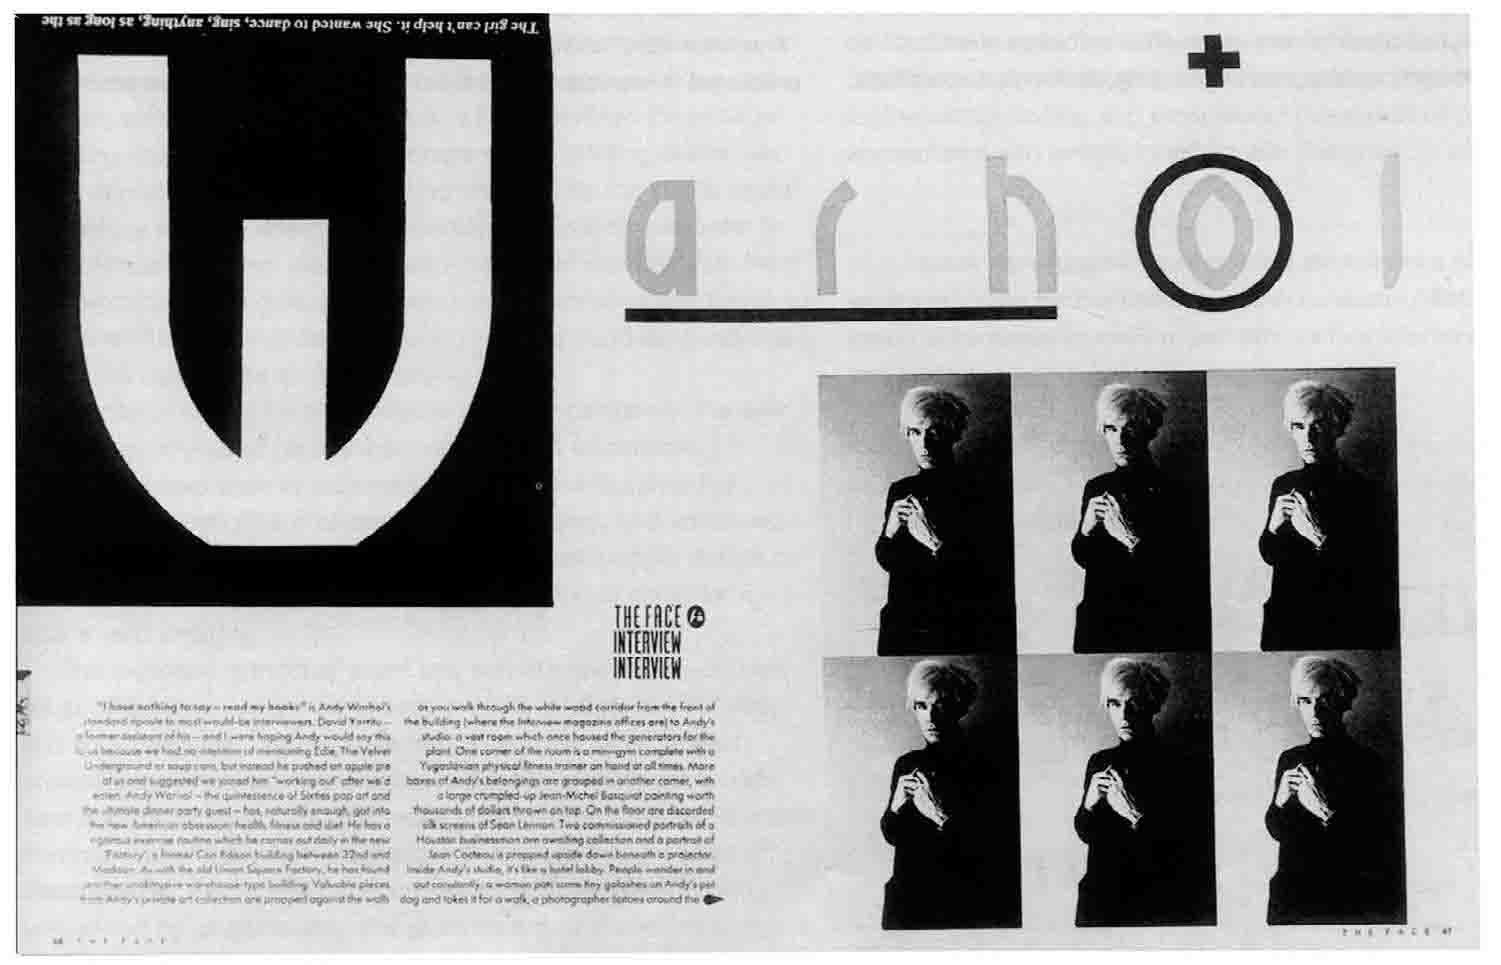 The girl can't help it. She wanted to dance, sing, anything, as long as the
W
arhol
THE FACE
INTERVIEW
INTERVIEW
"I have nothing to say – read my books" is Andy Warhol's
standard riposte to most would-be interviewers. David Yarritu –
a former assistant of his – and I were hoping Andy would say this
to us because we had no intention of mentioning Edie, The Velvet
Underground or soup cans, but instead he pushed an apple pie
at us and suggested we joined him "working out" after we'd
eaten. Andy Warhol – the quintessence of Sixties pop art and
the ultimate dinner party guest – has, naturally enough, got into
the new American obsession: health, fitness and diet. He has a
rigorous exercise routine which he carries out daily in the new
'Factory', a former Con Edison building between 32nd and
Madison. As with the old Union Square Factory, he has found
another unobtrusive warehouse-type building. Valuable pieces
from Andy's private art collection are propped against the walls
as you walk through the white wood corridor from the front of
the building (where the Interview magazine offices are) to Andy's
studio: a vast room which once housed the generators for the
plant. One corner of the room is a mini-gym complete with a
Yugoslavian physical fitness trainer on hand at all times. More
boxes of Andy's belongings are grouped in another corner, with
a large crumpled-up Jean-Michel Basquiat painting worth
thousands of dollars thrown on top. On the floor are discarded
silk screens of Sean Lennon. Two commissioned portraits of a
Houston businessman are awaiting collection and a portrait of
Jean Cocteau is propped upside down beneath a projector.
Inside Andy's studio, it's like a hotel lobby. People wander in and
out constantly: a woman puts some tiny galoshes on Andy's pet
dog and takes it for a walk, a photographer tiptoes around the
THE FACE
THE FACE 67